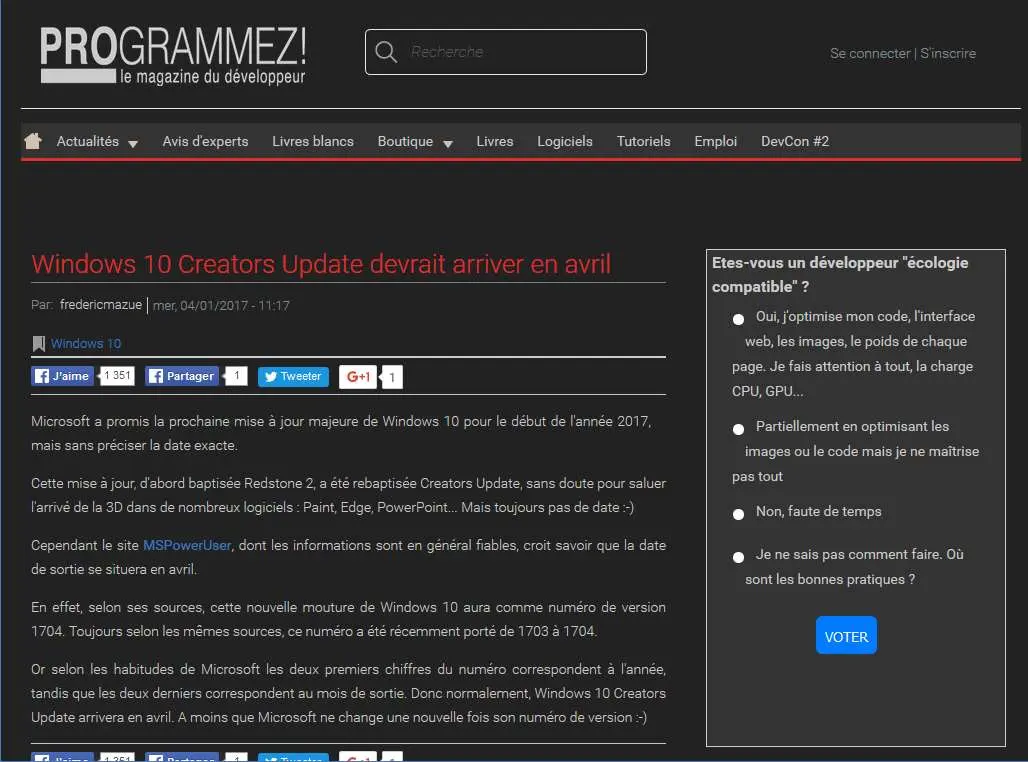 PROGRAMMEZ!
le magazine du développeur
Recherche
Se connecter | S'inscrire
Actualités Avis d'experts Livres blancs Boutique Livres Logiciels Tutoriels Emploi DevCon #2
Windows 10 Creators Update devrait arriver en avril
Par: fredericmazue | mer, 04/01/2017 - 11:17
Windows 10
J'aime 1 351 Partager 1 Tweeter G+1 1
Microsoft a promis la prochaine mise à jour majeure de Windows 10 pour le début de l'année 2017,
mais sans préciser la date exacte.
Cette mise à jour, d'abord baptisée Redstone 2, a été rebaptisée Creators Update, sans doute pour saluer
l'arrivé de la 3D dans de nombreux logiciels : Paint, Edge, PowerPoint... Mais toujours pas de date :-)
Cependant le site MSPowerUser, dont les informations sont en général fiables, croit savoir que la date
de sortie se situera en avril.
En effet, selon ses sources, cette nouvelle mouture de Windows 10 aura comme numéro de version
1704. Toujours selon les mêmes sources, ce numéro a été récemment porté de 1703 à 1704.
Or selon les habitudes de Microsoft les deux premiers chiffres du numéro correspondent à l'année,
tandis que les deux derniers correspondent au mois de sortie. Donc normalement, Windows 10 Creators
Update arrivera en avril. A moins que Microsoft ne change une nouvelle fois son numéro de version :-)
J'aime 1 351 Partager 1 Tweeter G+1 1
Etes-vous un développeur "écologie
compatible" ?
Oui, j'optimise mon code, l'interface
web, les images, le poids de chaque
page. Je fais attention à tout, la charge
CPU, GPU...
Partiellement en optimisant les
images ou le code mais je ne maîtrise
pas tout
Non, faute de temps
Je ne sais pas comment faire. Où
sont les bonnes pratiques ?
VOTER